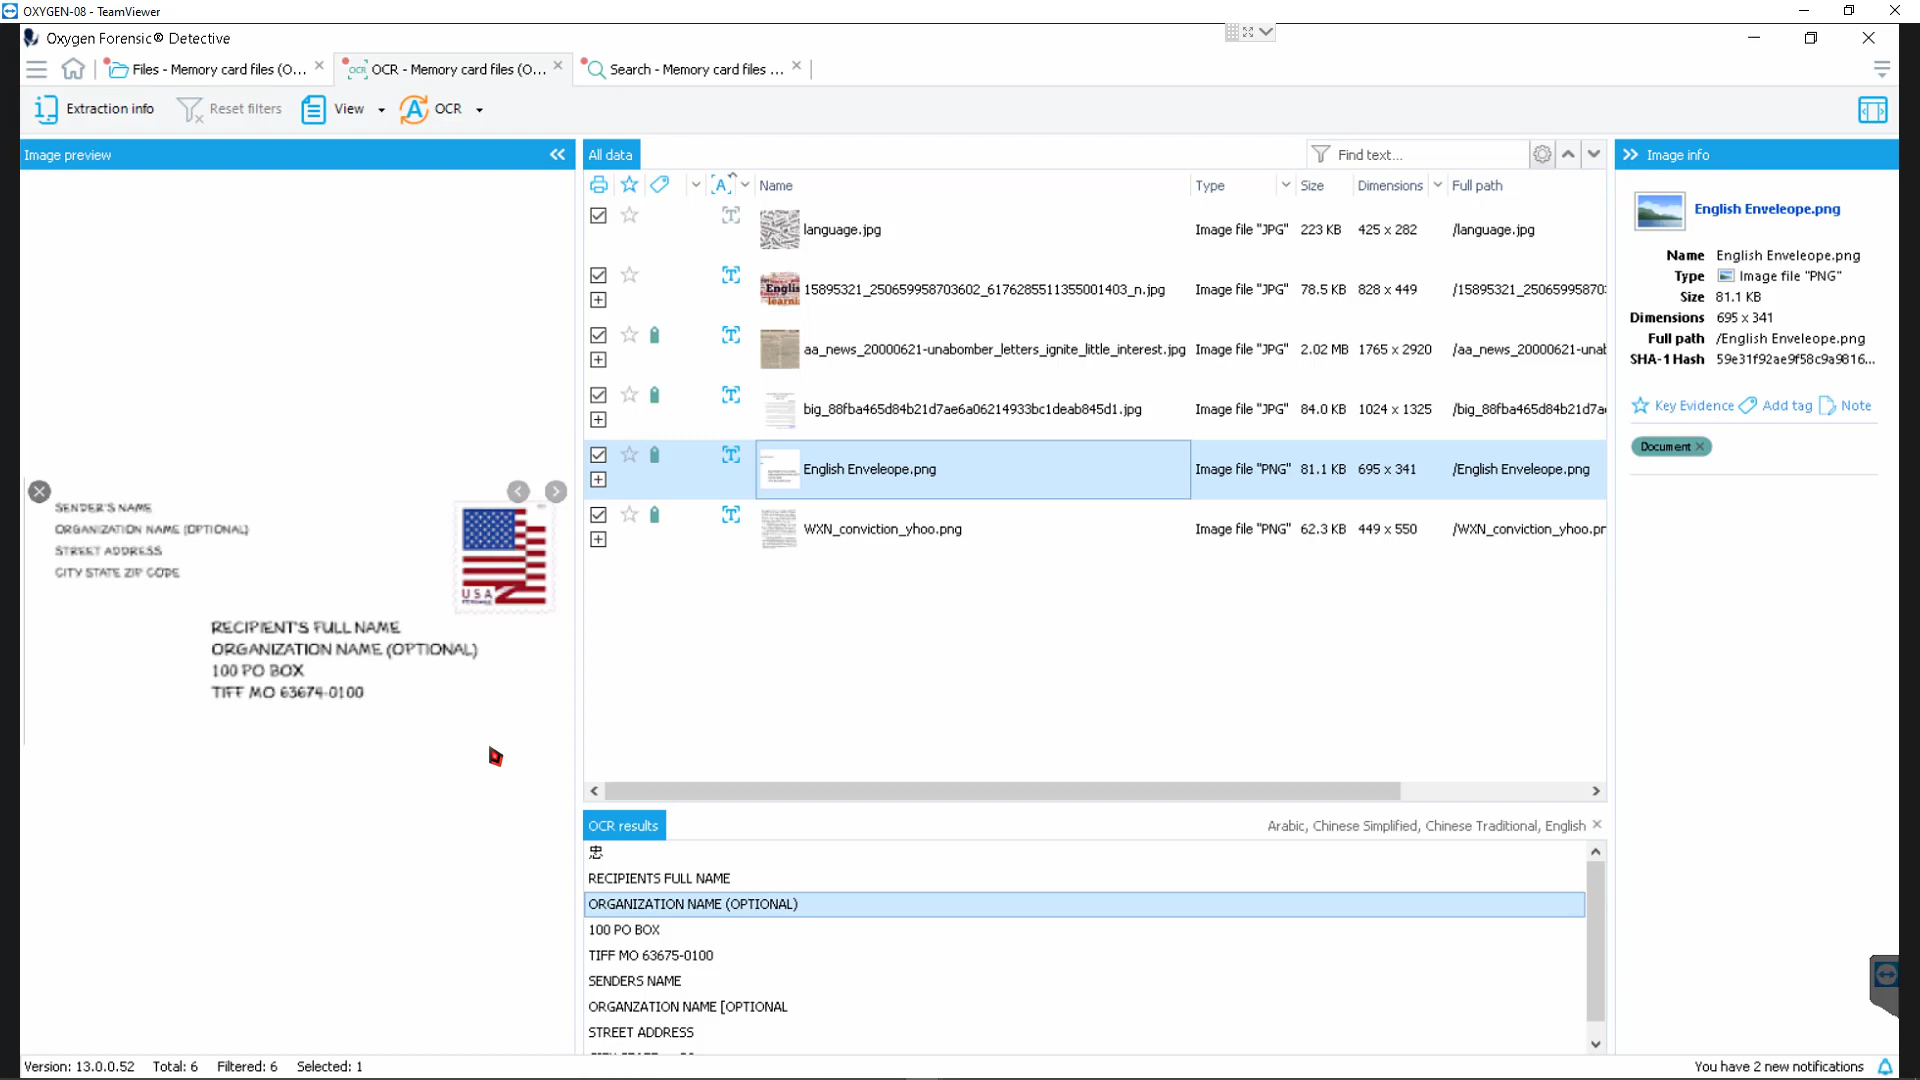 OXYGEN-08 - TeamViewer
Oxygen Forensic® Detective
Files - Memory card files (O...
OCR - Memory card files (O...
Search - Memory card files ...
Extraction info
Reset filters
View
OCR
Image preview
All data
Find text...
Image info
Name Type Size Dimensions Full path
language.jpg Image file "JPG" 223 KB 425 x 282 /language.jpg
15895321_250659958703602_6176285511355001403_n.jpg Image file "JPG" 78.5 KB 828 x 449 /15895321_25065995870
aa_news_20000621-unabomber_letters_ignite_little_interest.jpg Image file "JPG" 2.02 MB 1765 x 2920 /aa_news_20000621-unab
big_88fba465d84b21d7ae6a06214933bc1deab845d1.jpg Image file "JPG" 84.0 KB 1024 x 1325 /big_88fba465d84b21d7a
English Enveleope.png Image file "PNG" 81.1 KB 695 x 341 /English Enveleope.png
WXN_conviction_yhoo.png Image file "PNG" 62.3 KB 449 x 550 /WXN_conviction_yhoo.pr
English Enveleope.png
Name English Enveleope.png
Type Image file "PNG"
Size 81.1 KB
Dimensions 695 x 341
Full path /English Enveleope.png
SHA-1 Hash 59e31f92ae9f58c9a9816...
Key Evidence Add tag Note
Document
SENDER'S NAME
ORGANIZATION NAME (OPTIONAL)
STREET ADDRESS
CITY STATE ZIP CODE
USA
RECIPIENT'S FULL NAME
ORGANIZATION NAME (OPTIONAL)
100 PO BOX
TIFF MO 63674-0100
OCR results
Arabic, Chinese Simplified, Chinese Traditional, English
忠
RECIPIENTS FULL NAME
ORGANIZATION NAME (OPTIONAL)
100 PO BOX
TIFF MO 63675-0100
SENDERS NAME
ORGANZATION NAME [OPTIONAL
STREET ADDRESS
Version: 13.0.0.52 Total: 6 Filtered: 6 Selected: 1
You have 2 new notifications